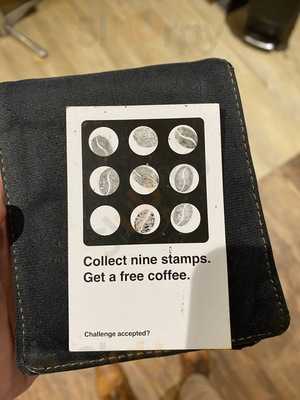 Collect nine stamps.
Get a free coffee.
Challenge accepted?